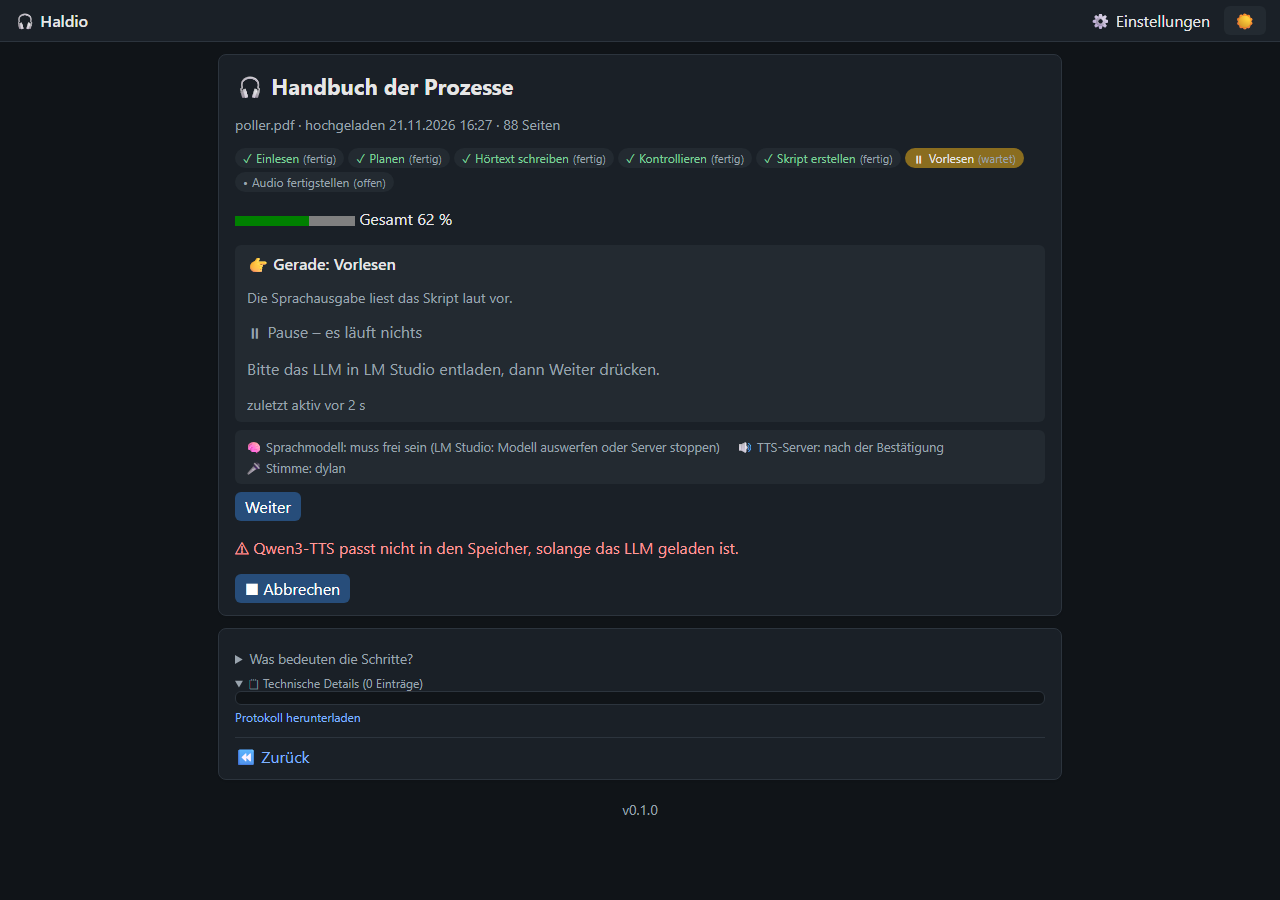 🎧 Haldio
⚙️ Einstellungen
🎧 Handbuch der Prozesse
poller.pdf · hochgeladen 21.11.2026 16:27 · 88 Seiten
✓ Einlesen (fertig) ✓ Planen (fertig) ✓ Hörtext schreiben (fertig) ✓ Kontrollieren (fertig) ✓ Skript erstellen (fertig) ⏸ Vorlesen (wartet)
• Audio fertigstellen (offen)
Gesamt 62 %
👉 Gerade: Vorlesen
Die Sprachausgabe liest das Skript laut vor.
⏸ Pause – es läuft nichts
Bitte das LLM in LM Studio entladen, dann Weiter drücken.
zuletzt aktiv vor 2 s
🧠 Sprachmodell: muss frei sein (LM Studio: Modell auswerfen oder Server stoppen) 🔊 TTS-Server: nach der Bestätigung
🎤 Stimme: dylan
Weiter
⚠ Qwen3-TTS passt nicht in den Speicher, solange das LLM geladen ist.
⏹ Abbrechen
▶ Was bedeuten die Schritte?
▼ 📋 Technische Details (0 Einträge)
Protokoll herunterladen
⏪ Zurück
v0.1.0